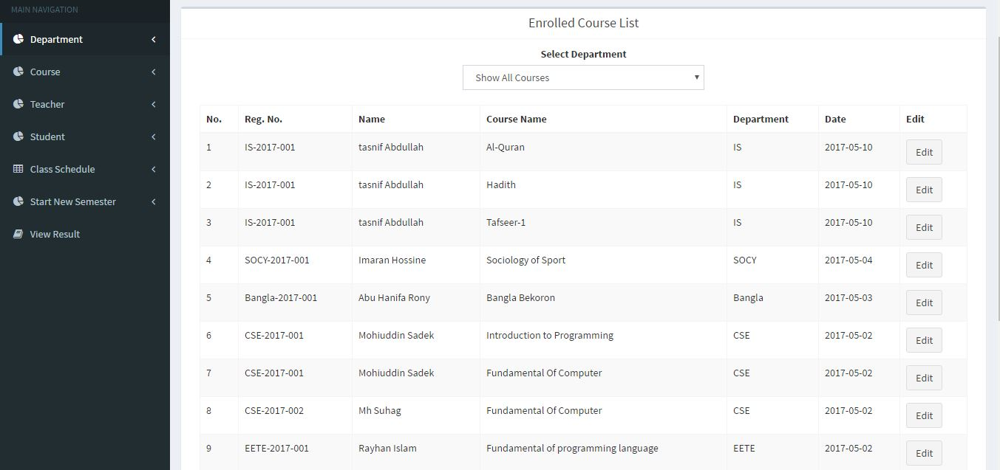 MAIN NAVIGATION
Department
Course
Teacher
Student
Class Schedule
Start New Semester
View Result
Enrolled Course List
Select Department
Show All Courses
No. Reg. No. Name Course Name Department Date Edit
1 IS-2017-001 tasnif Abdullah Al-Quran IS 2017-05-10 Edit
2 IS-2017-001 tasnif Abdullah Hadith IS 2017-05-10 Edit
3 IS-2017-001 tasnif Abdullah Tafseer-1 IS 2017-05-10 Edit
4 SOCY-2017-001 Imaran Hossine Sociology of Sport SOCY 2017-05-04 Edit
5 Bangla-2017-001 Abu Hanifa Rony Bangla Bekoron Bangla 2017-05-03 Edit
6 CSE-2017-001 Mohiuddin Sadek Introduction to Programming CSE 2017-05-02 Edit
7 CSE-2017-001 Mohiuddin Sadek Fundamental Of Computer CSE 2017-05-02 Edit
8 CSE-2017-002 Mh Suhag Fundamental Of Computer CSE 2017-05-02 Edit
9 EETE-2017-001 Rayhan Islam Fundamental of programming language EETE 2017-05-02 Edit